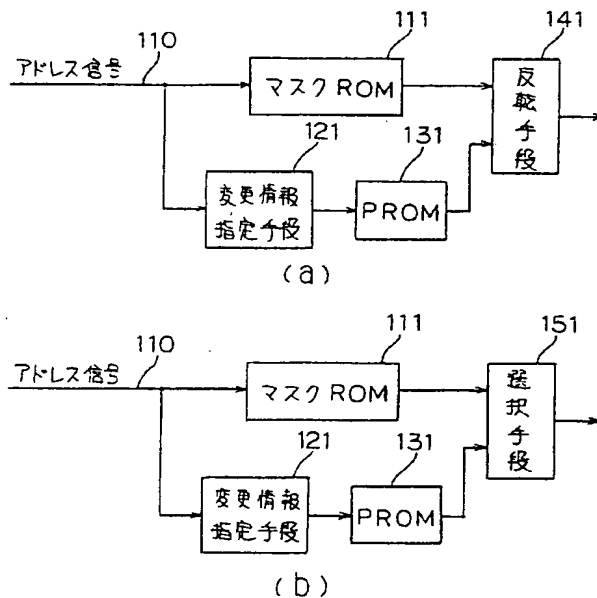 110
111
141
アドレス信号
マスクROM
反転手段
121
131
変更情報
指定手段
PROM
(a)
110
111
151
アドレス信号
マスクROM
選択手段
121
131
変更情報
指定手段
PROM
(b)